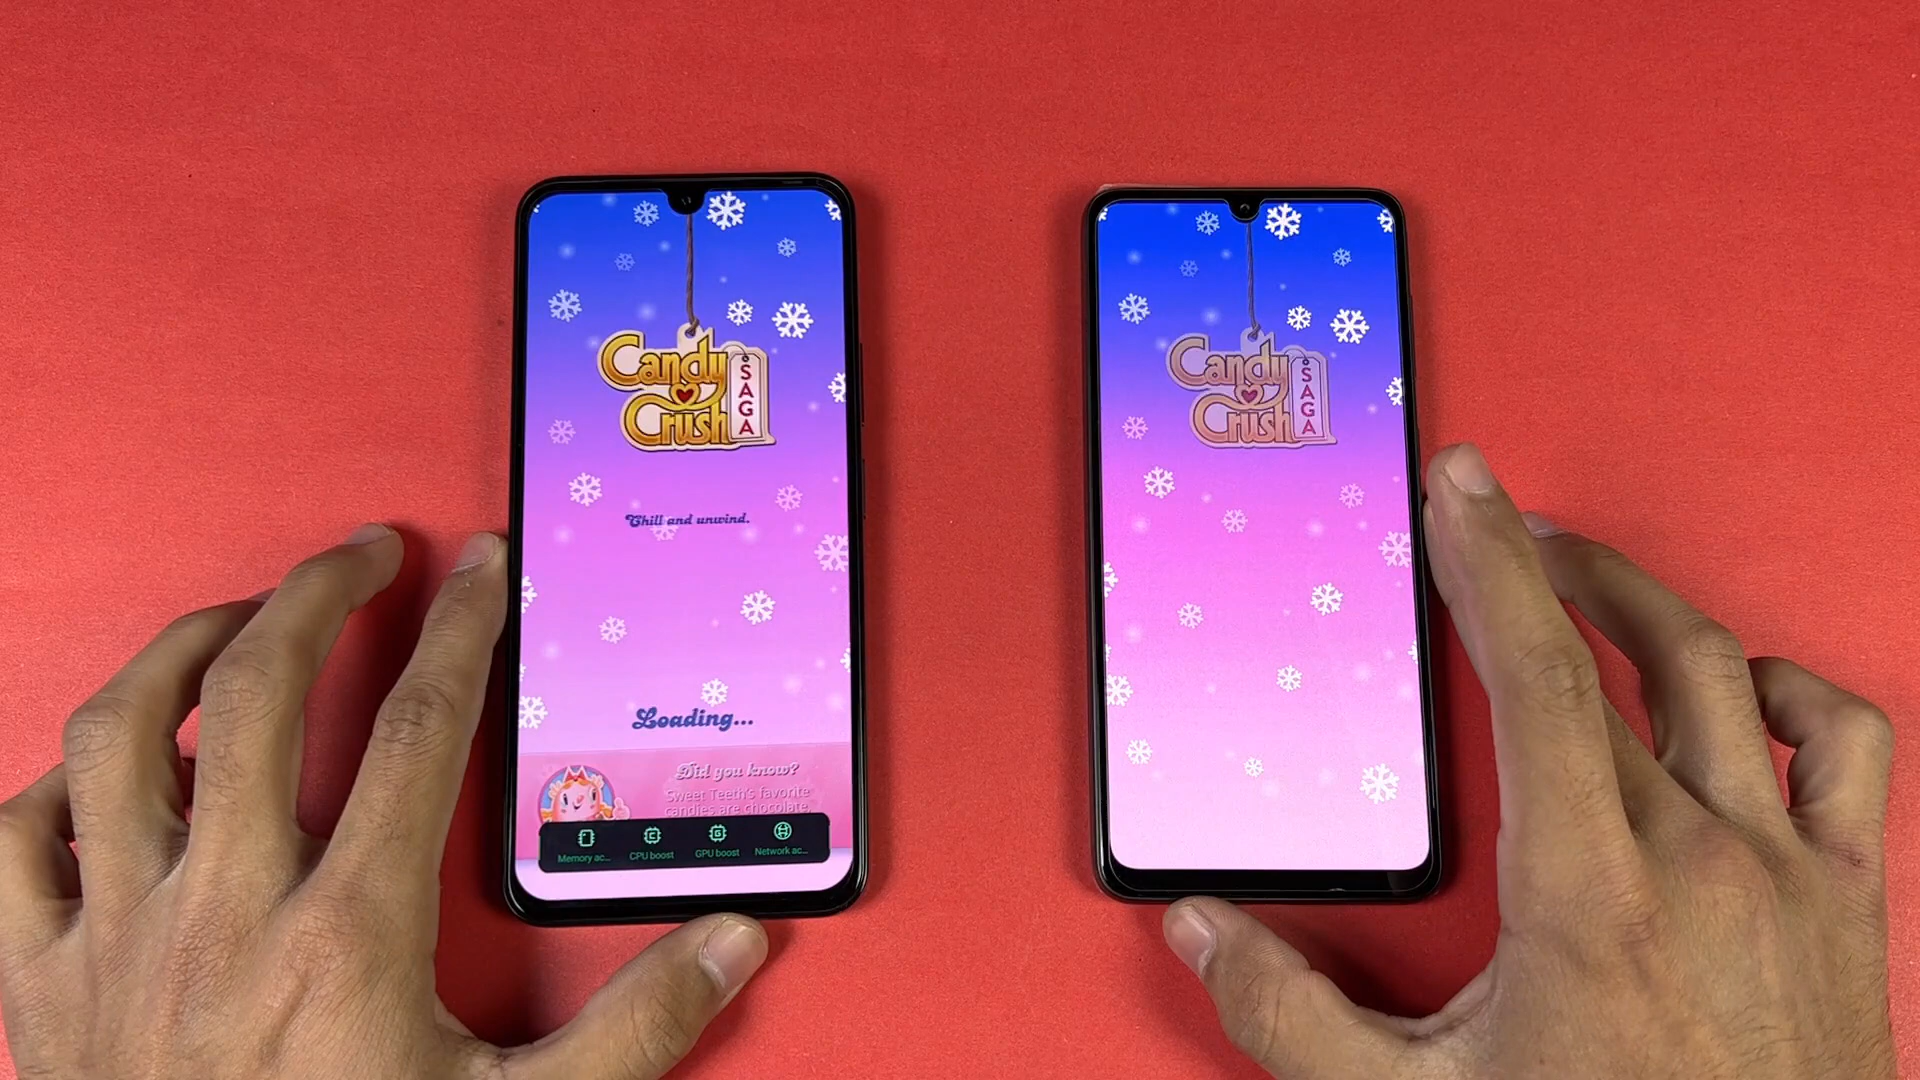 Candy
Crush
SAGA
Chill and unwind.
Loading...
Did you know?
Sweet Teeth's favorite
candies are chocolate,
Memory ac...
CPU boost
GPU boost
Network ac...
Candy
Crush
SAGA